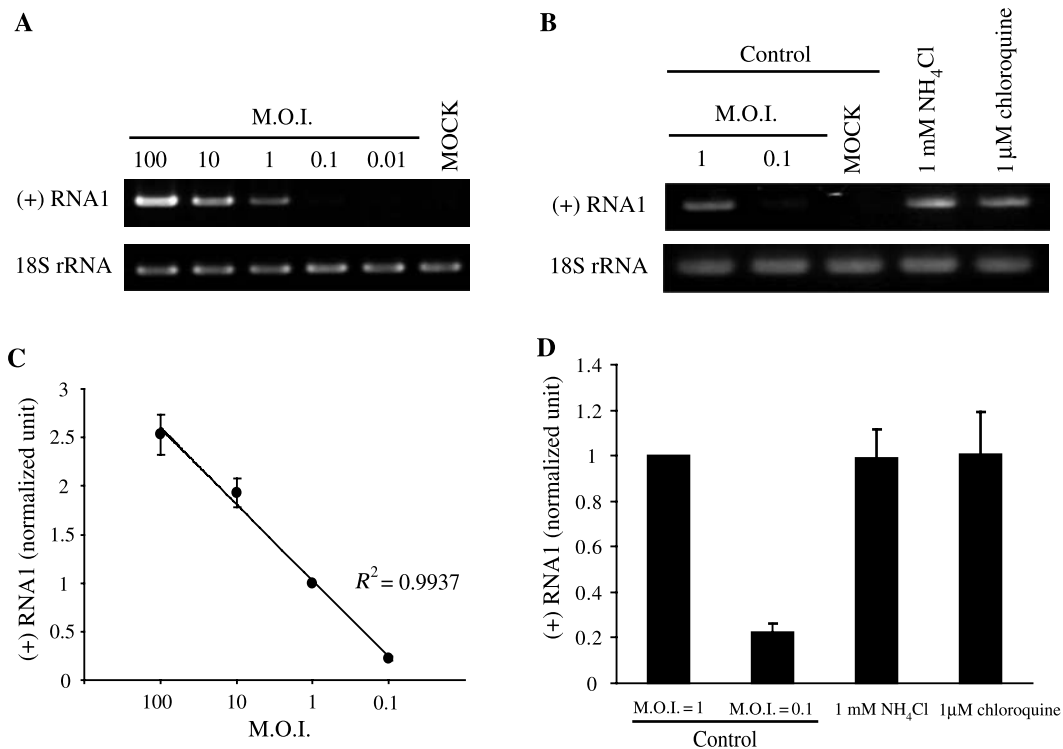 A
M.O.I.
100 10 1 0.1 0.01 MOCK
(+) RNA1
18S rRNA
B
Control
M.O.I.
1 0.1 MOCK 1 mM NH₄Cl 1 µM chloroquine
(+) RNA1
18S rRNA
C
(+) RNA1 (normalized unit)
3
2.5
2
1.5
1
0.5
0
R² = 0.9937
100 10 1 0.1
M.O.I.
D
(+) RNA1 (normalized unit)
1.4
1.2
1
0.8
0.6
0.4
0.2
0
M.O.I. = 1 M.O.I. = 0.1 1 mM NH₄Cl 1µM chloroquine
Control